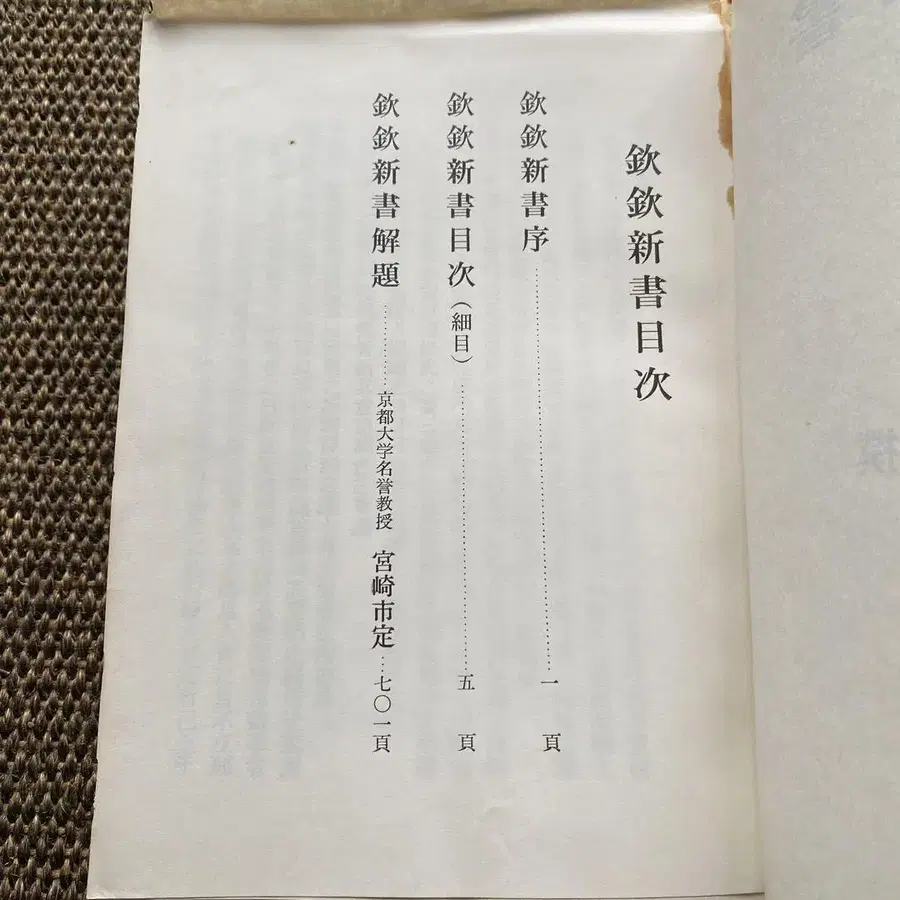 欽欽新書目次
欽欽新書序……一頁
欽欽新書目次（細目）……五頁
欽欽新書解題……京都大学名誉教授 宮崎市定…七〇一頁